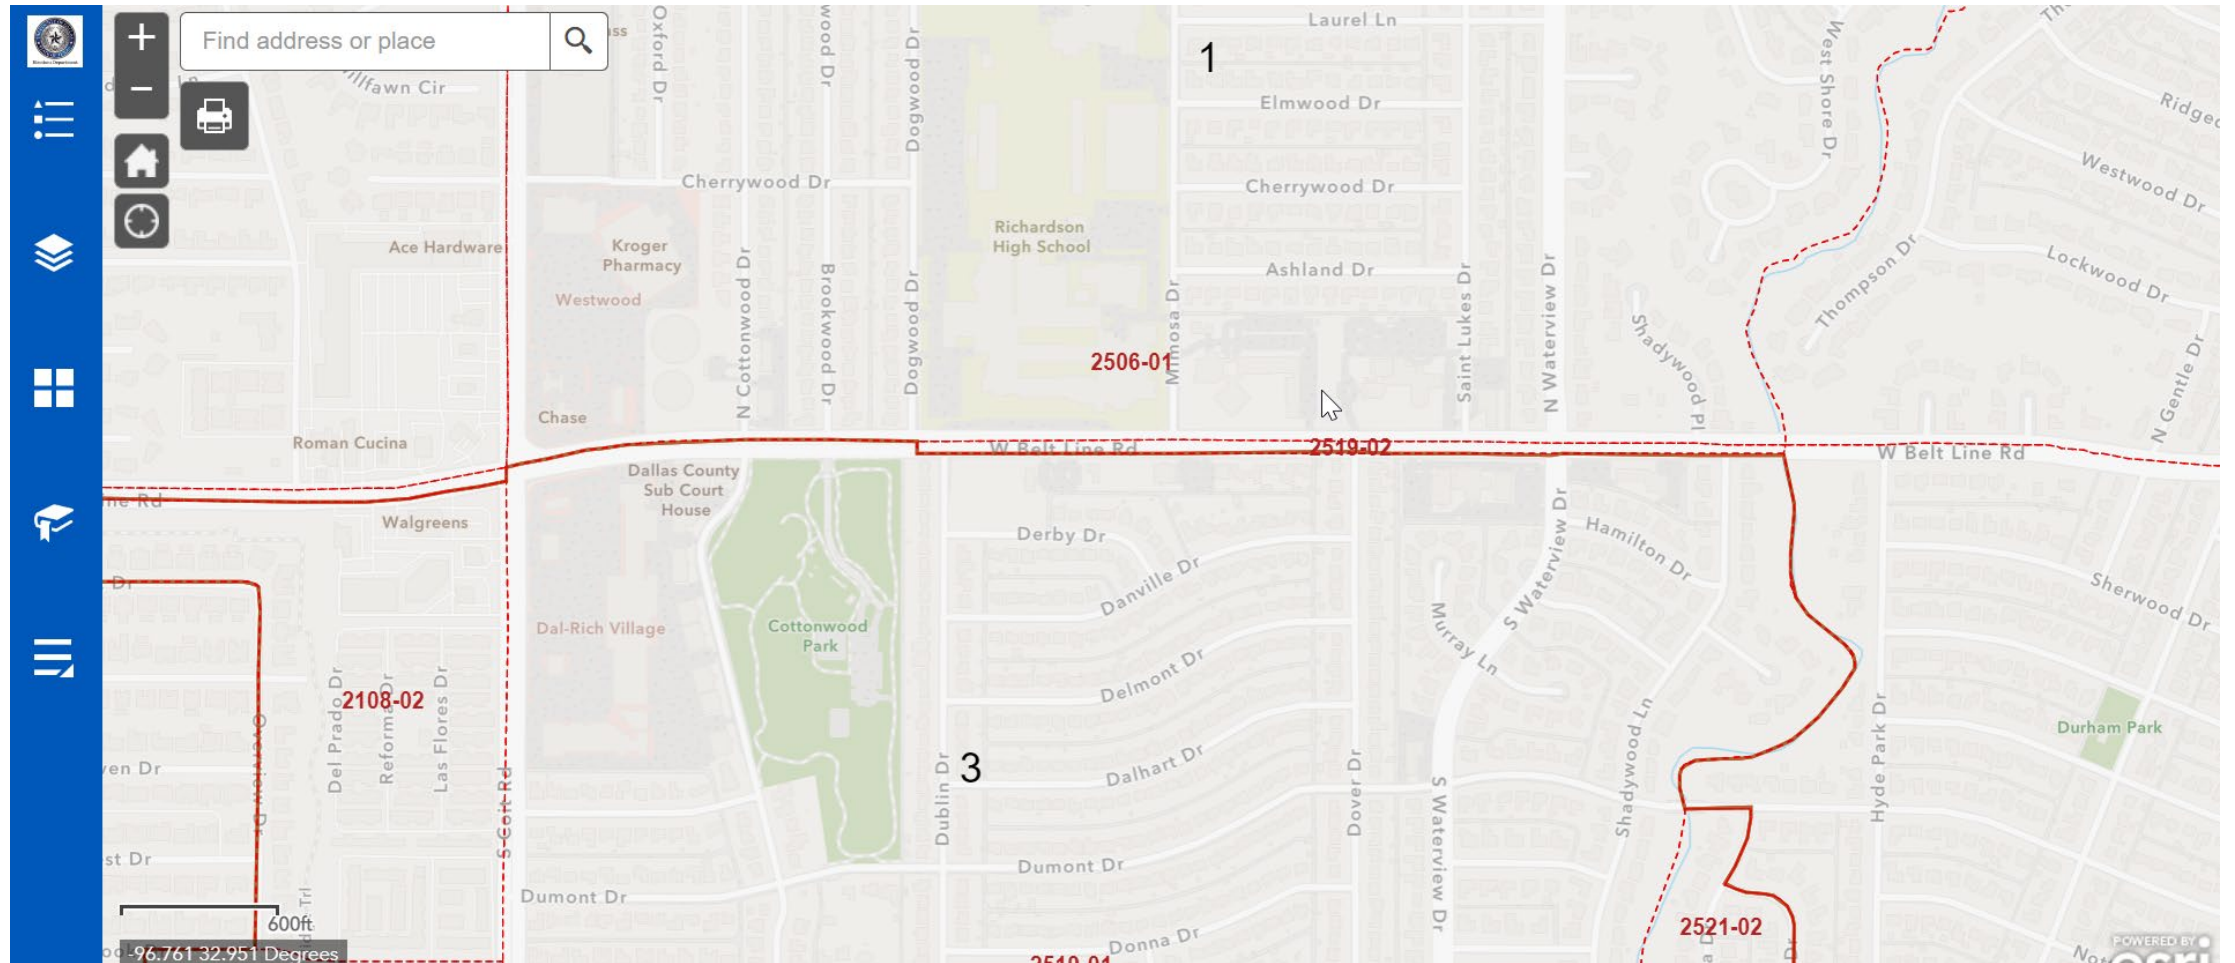 Find address or place
Laurel Ln
1
Oxford Dr
Dogwood Dr
West Shore Dr
Elmwood Dr
Westwood Dr
Cherrywood Dr
Cherrywood Dr
Richardson
High School
Ace Hardware
Kroger
Pharmacy
Westwood
N Cottonwood Dr
Brookwood Dr
Dogwood Dr
Mimosa Dr
Ashland Dr
Saint Lukes Dr
N Waterview Dr
Shadywood Pl
Thompson Dr
Lockwood Dr
N Gentle Dr
2506-01
Chase
Roman Cucina
W Belt Line Rd
2519-02
W Belt Line Rd
Dallas County
Sub Court
House
Walgreens
Derby Dr
Danville Dr
S Waterview Dr
Hamilton Dr
Sherwood Dr
Murray Ln
Dal-Rich Village
Cottonwood
Park
Delmont Dr
Del Prado Dr
Reforma Dr
Las Flores Dr
2108-02
Overview Dr
Shadywood Ln
Hyde Park Dr
Durham Park
3
Dublin Dr
Dalhart Dr
Dover Dr
S Waterview Dr
S Coit Rd
Dumont Dr
Dumont Dr
2521-02
Donna Dr
2519-01
600ft
-96.761 32.951 Degrees
POWERED BY
esri